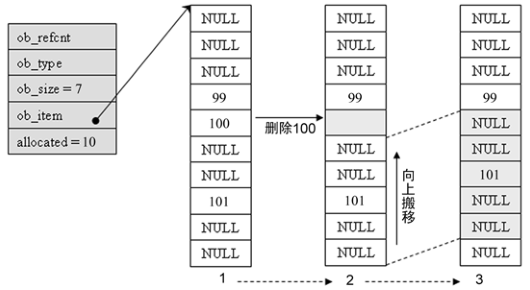 ob_refcnt
ob_type
ob_size = 7
ob_item
allocated = 10
NULL
NULL
NULL
99
100
NULL
NULL
101
NULL
NULL
删除100
NULL
NULL
NULL
99
NULL
NULL
101
NULL
NULL
向上搬移
NULL
NULL
NULL
99
NULL
NULL
101
NULL
NULL
NULL
1
2
3